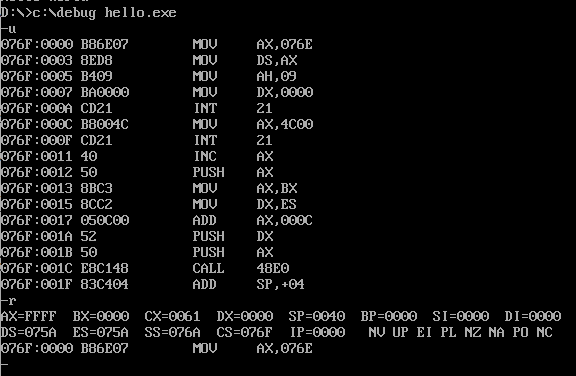 D:\>c:\debug hello.exe
-u
076F:0000 B86E07 MOV AX,076E
076F:0003 8ED8 MOV DS,AX
076F:0005 B409 MOV AH,09
076F:0007 BA0000 MOV DX,0000
076F:000A CD21 INT 21
076F:000C B8004C MOV AX,4C00
076F:000F CD21 INT 21
076F:0011 40 INC AX
076F:0012 50 PUSH AX
076F:0013 8BC3 MOV AX,BX
076F:0015 8CC2 MOV DX,ES
076F:0017 050C00 ADD AX,000C
076F:001A 52 PUSH DX
076F:001B 50 PUSH AX
076F:001C E8C148 CALL 48E0
076F:001F 83C404 ADD SP,+04
-r
AX=FFFF BX=0000 CX=0061 DX=0000 SP=0040 BP=0000 SI=0000 DI=0000
DS=075A ES=075A SS=076A CS=076F IP=0000 NV UP EI PL NZ NA PO NC
076F:0000 B86E07 MOV AX,076E
-